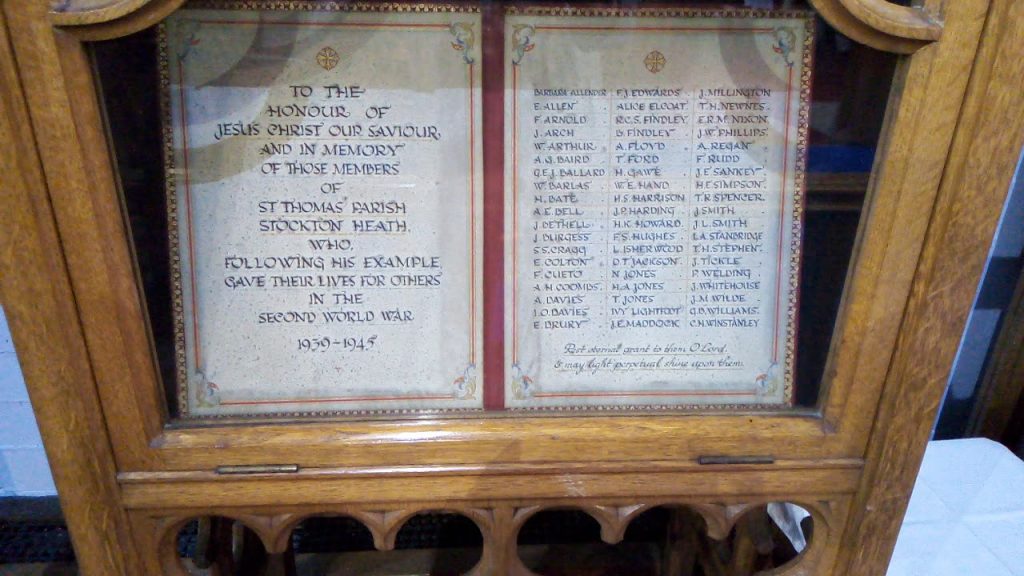 TO THE
HONOUR OF
JESUS CHRIST OUR SAVIOUR,
AND IN MEMORY
OF THOSE MEMBERS
OF
ST THOMAS' PARISH
STOCKTON HEATH,
WHO,
FOLLOWING HIS EXAMPLE,
GAVE THEIR LIVES FOR OTHERS
IN THE
SECOND WORLD WAR
1939-1945
BARBARA ALLENDER
E. ALLEN
F. ARNOLD
J. ARCH
W. ARTHUR
A.G. BAIRD
G.E.J. BALLARD
W. BARLAS
H. BATE
A.E. BELL
J. BETHELL
J. BURGESS
S.S. CRAGG
E. COLTON
F. CUETO
A.H. COOMBS
A. DAVIES
I.O. DAVIES
E. DRURY
F.J. EDWARDS
ALICE ELCOAT
R.C.S. FINDLEY
B. FINDLEY
A. FLOYD
T. FORD
H. GAWE
W.E. HAND
H.S. HARRISON
J.P. HARDING
H.K. HOWARD
F.S. HUGHES
L. ISHERWOOD
D.T. JACKSON
N. JONES
H.A. JONES
T. JONES
IVY LIGHTFOOT
J.E. MADDOCK
J. MILLINGTON
T.H. NEWNES
E.R.M. NIXON
J.W. PHILLIPS
A. REGAN
F. RUDD
J.E. SANKEY
H.E. SIMPSON
T.R. SPENCER
J. SMITH
J.L. SMITH
L.A. STANDRIDGE
T.H. STEPHEN
J. TICKLE
P. WELDING
J. WHITEHOUSE
J.M. WILDE
G.D. WILLIAMS
C.H. WINSTANLEY
Rest eternal grant to them O Lord,
& may light perpetual shine upon them.